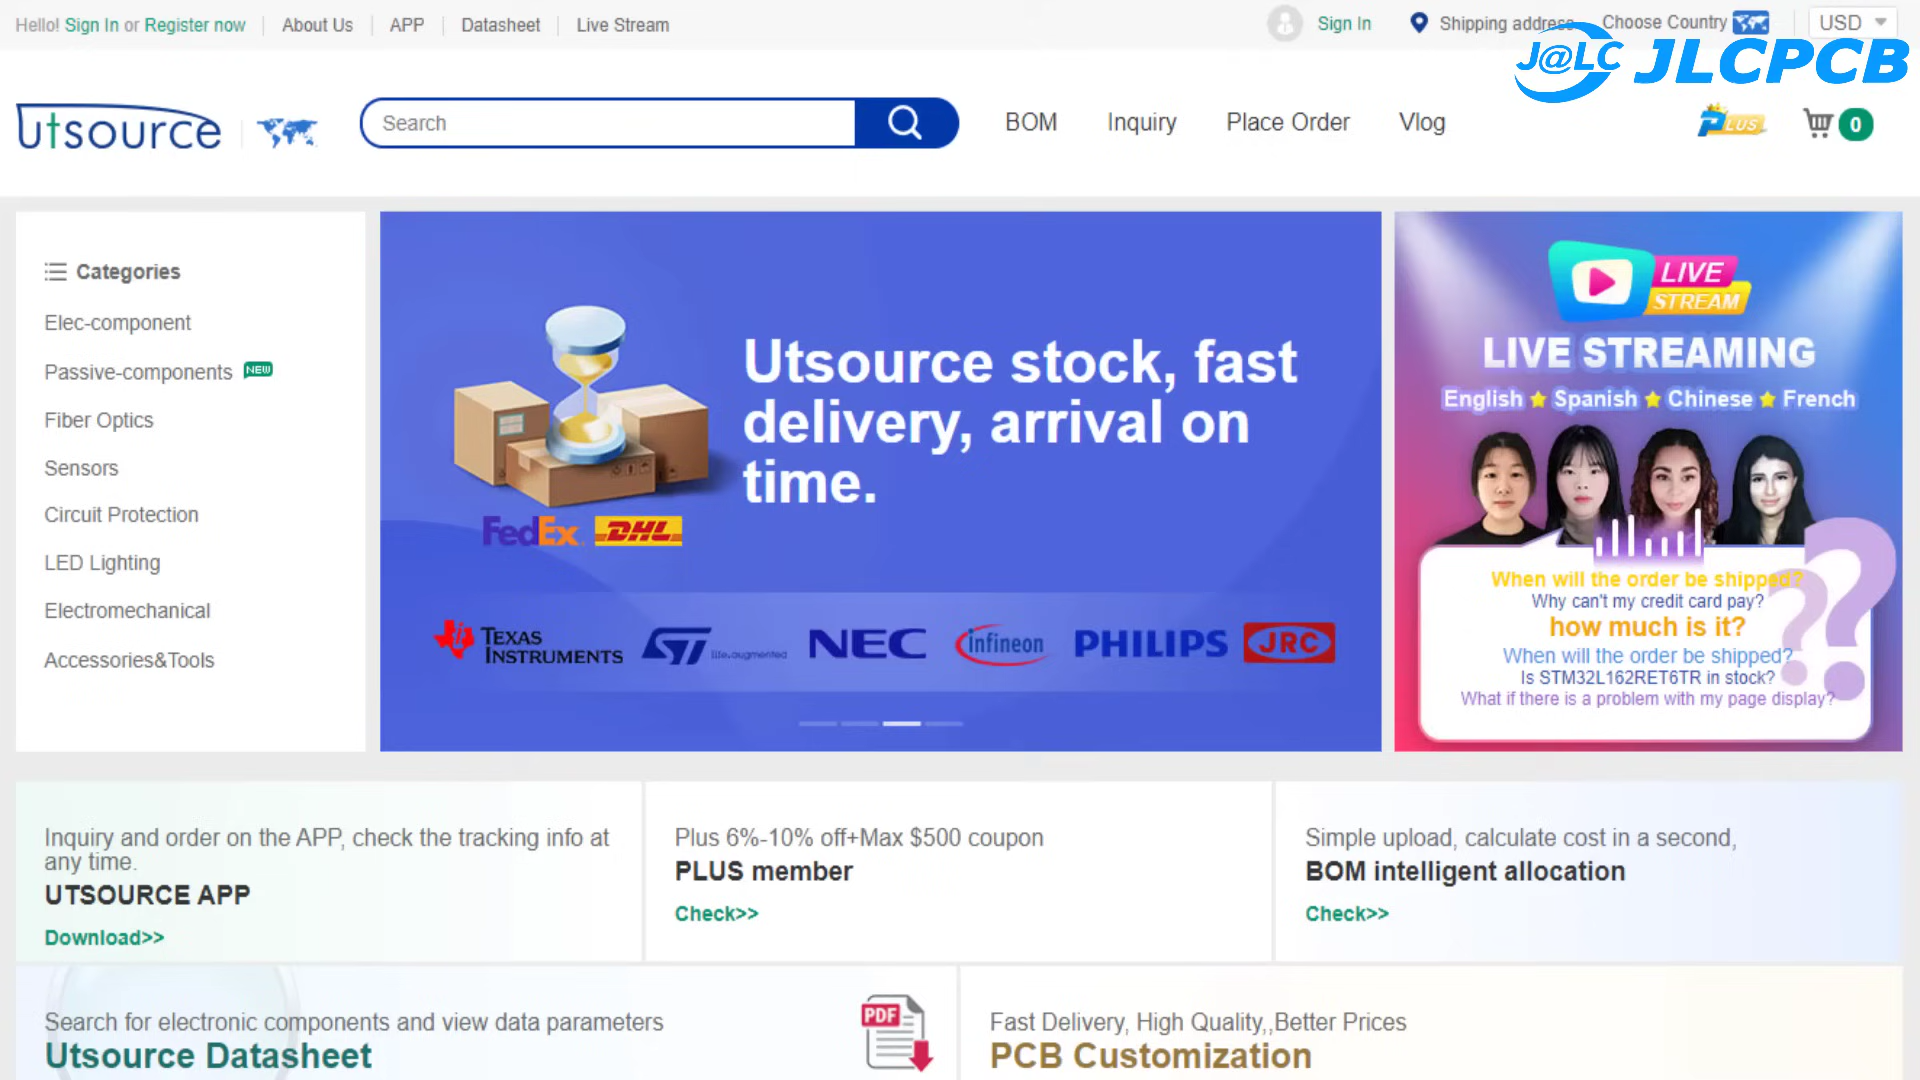 Hello! Sign In or Register now
About Us
APP
Datasheet
Live Stream
Sign In
Shipping address
Choose Country
USD
J@LC JLCPCB
utsource
Search
BOM
Inquiry
Place Order
Vlog
PLUS
0
Categories
Elec-component
Passive-components NEW
Fiber Optics
Sensors
Circuit Protection
LED Lighting
Electromechanical
Accessories&Tools
Utsource stock, fast
delivery, arrival on
time.
FedEx DHL
TEXAS
INSTRUMENTS
ST life.augmented
NEC
infineon
PHILIPS
JRC
LIVE
STREAM
LIVE STREAMING
English Spanish Chinese French
When will the order be shipped?
Why can't my credit card pay?
how much is it?
When will the order be shipped?
Is STM32L162RET6TR in stock?
What if there is a problem with my page display?
Inquiry and order on the APP, check the tracking info at
any time.
UTSOURCE APP
Download>>
Plus 6%-10% off+Max $500 coupon
PLUS member
Check>>
Simple upload, calculate cost in a second,
BOM intelligent allocation
Check>>
Search for electronic components and view data parameters
Utsource Datasheet
PDF
Fast Delivery, High Quality,,Better Prices
PCB Customization